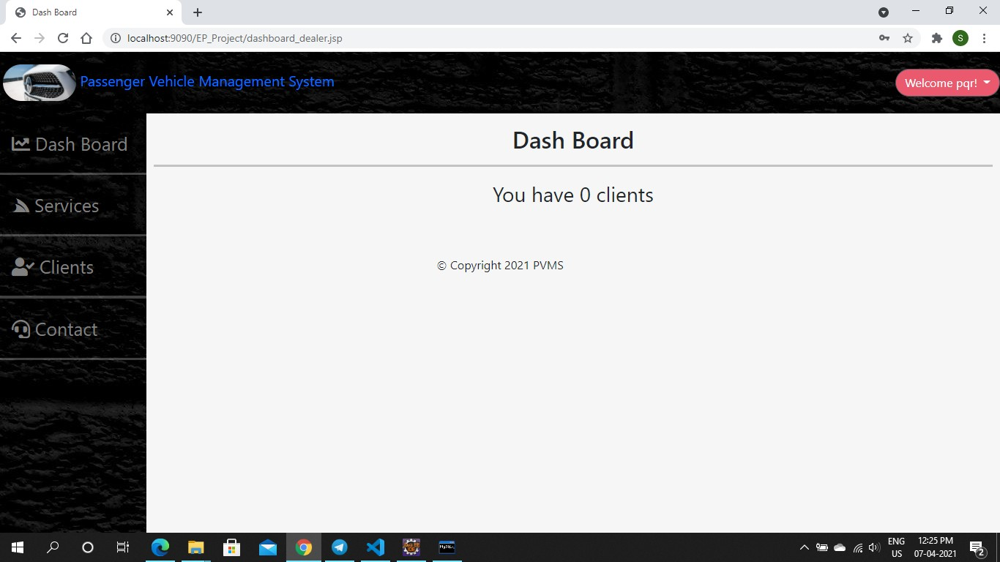 Dash Board
localhost:9090/EP_Project/dashboard_dealer.jsp
S
Passenger Vehicle Management System
Welcome pqr!
Dash Board
Services
Clients
Contact
Dash Board
You have 0 clients
© Copyright 2021 PVMS
ENG
US
12:25 PM
07-04-2021
2